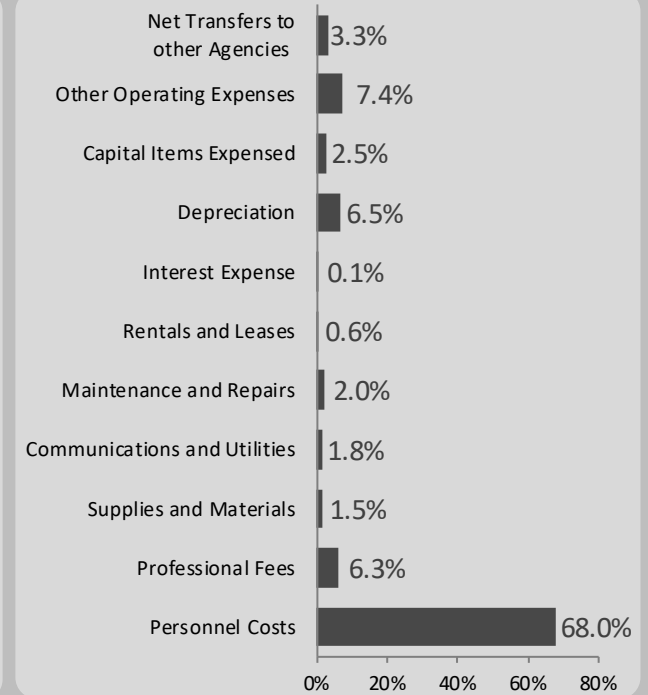 Net Transfers to
other Agencies
3.3%
Other Operating Expenses 7.4%
Capital Items Expensed 2.5%
Depreciation 6.5%
Interest Expense 0.1%
Rentals and Leases 0.6%
Maintenance and Repairs 2.0%
Communications and Utilities 1.8%
Supplies and Materials 1.5%
Professional Fees 6.3%
Personnel Costs 68.0%
0% 20% 40% 60% 80%